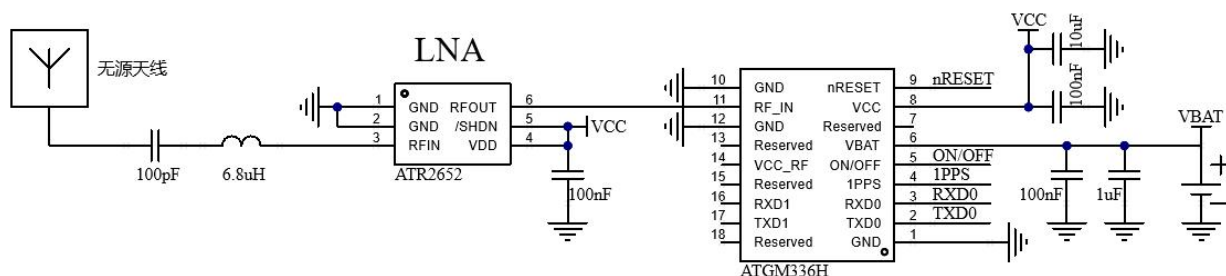 无源天线
100pF
6.8uH
LNA
1 GND RFOUT 6
2 GND /SHDN 5
3 RFIN VDD 4
ATR2652
VCC
100nF
10 GND nRESET 9 nRESET
11 RF_IN VCC 8
12 GND Reserved 7
13 Reserved VBAT 6
14 VCC_RF ON/OFF 5 ON/OFF
15 Reserved 1PPS 4 1PPS
16 RXD1 RXD0 3 RXD0
17 TXD1 TXD0 2 TXD0
18 Reserved GND 1
ATGM336H
VCC
10uF
100nF
VBAT
100nF
1uF
+
-